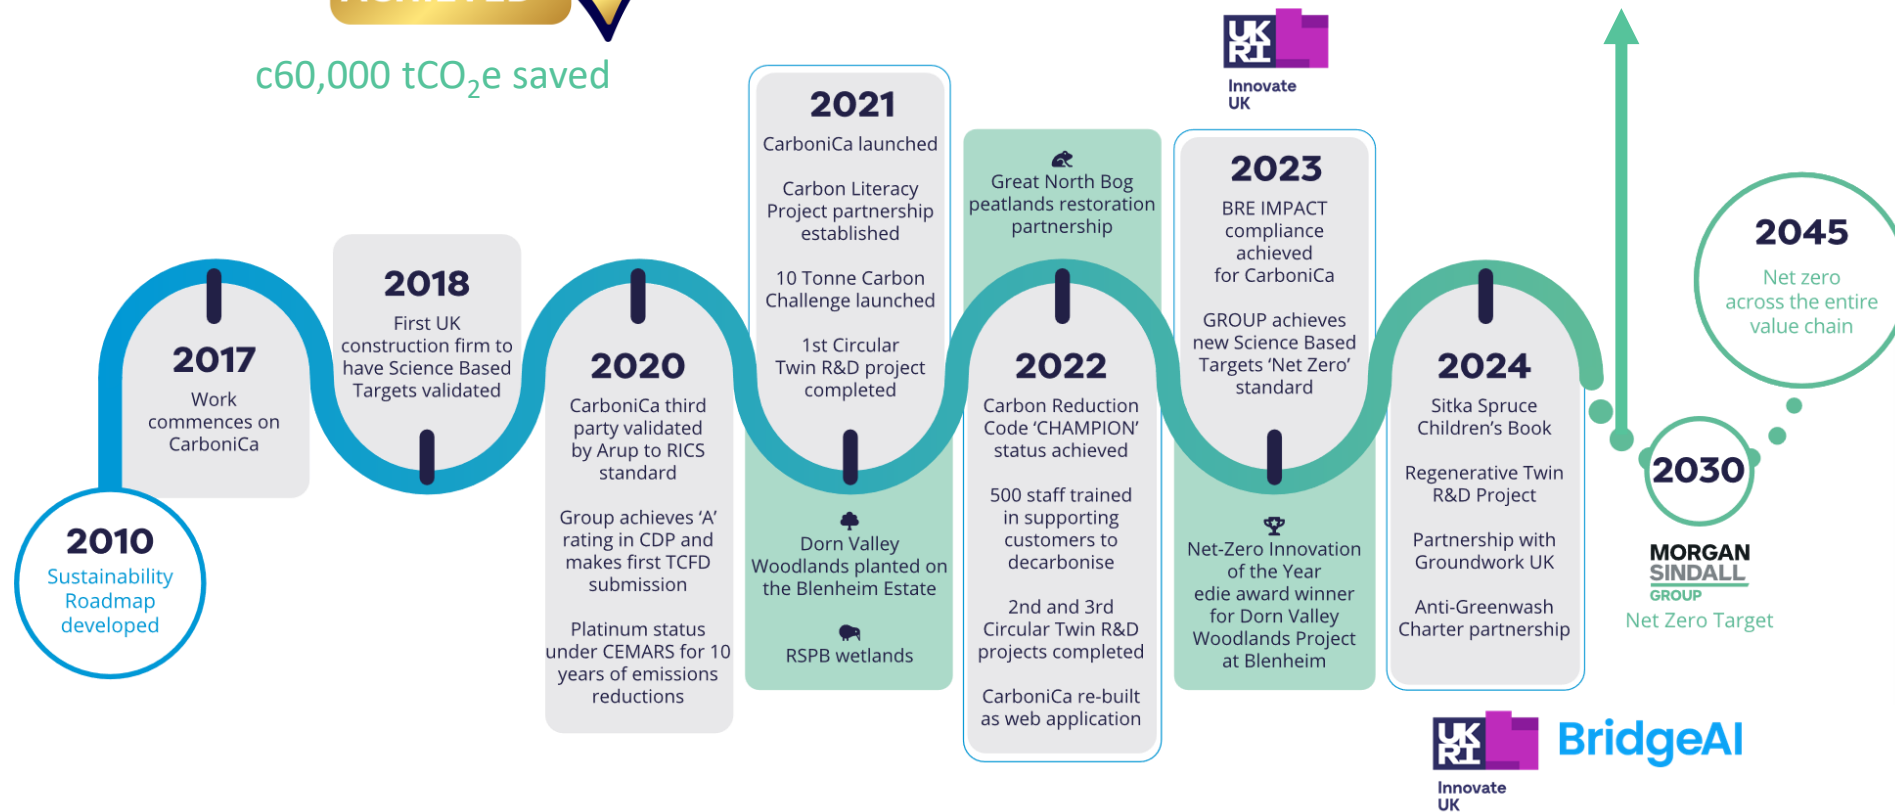 ACHIEVED
c60,000 tCO₂e saved
2010
Sustainability
Roadmap
developed
2017
Work
commences on
CarboniCa
2018
First UK
construction firm to
have Science Based
Targets validated
2020
CarboniCa third
party validated
by Arup to RICS
standard
Group achieves ‘A’
rating in CDP and
makes first TCFD
submission
Platinum status
under CEMARS for 10
years of emissions
reductions
2021
CarboniCa launched
Carbon Literacy
Project partnership
established
10 Tonne Carbon
Challenge launched
1st Circular
Twin R&D project
completed
Dorn Valley
Woodlands planted on
the Blenheim Estate
RSPB wetlands
Great North Bog
peatlands restoration
partnership
2022
Carbon Reduction
Code ‘CHAMPION’
status achieved
500 staff trained
in supporting
customers to
decarbonise
2nd and 3rd
Circular Twin R&D
projects completed
CarboniCa re-built
as web application
UK
RI
Innovate
UK
2023
BRE IMPACT
compliance
achieved
for CarboniCa
GROUP achieves
new Science Based
Targets ‘Net Zero’
standard
Net-Zero Innovation
of the Year
edie award winner
for Dorn Valley
Woodlands Project
at Blenheim
2024
Sitka Spruce
Children’s Book
Regenerative Twin
R&D Project
Partnership with
Groundwork UK
Anti-Greenwash
Charter partnership
UK
RI
Innovate
UK
BridgeAI
2030
MORGAN
SINDALL
GROUP
Net Zero Target
2045
Net zero
across the entire
value chain